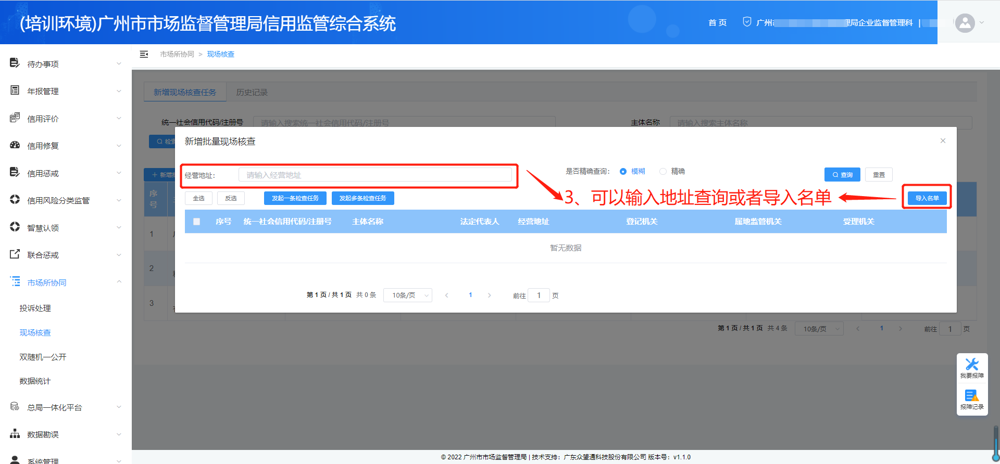 (培训环境)广州市市场监督管理局信用监管综合系统
首 页
广州
理局企业监督管理科 |
市场所协同 > 现场核查
待办事项
年报管理
信用评价
信用修复
信用惩戒
信用风险分类监管
智慧认领
联合惩戒
市场所协同
投诉处理
现场核查
双随机一公开
数据统计
总局一体化平台
数据勘误
系统管理
新增现场核查任务 历史记录
统一社会信用代码/注册号 请输入搜索统一社会信用代码/注册号 主体名称 请输入搜索主体名称
新增批量现场核查
经营地址: 请输入经营地址 是否精确查询: 模糊 精确 查询 重置
全选 反选 发起一条检查任务 发起多条检查任务 3、可以输入地址查询或者导入名单 导入名单
序号 统一社会信用代码/注册号 主体名称 法定代表人 经营地址 登记机关 属地监管机关 受理机关
暂无数据
第 1 页 / 共 1 页 共 0 条 10条/页 < 1 > 前往 1 页
+ 新增
序号
1
2
3
第 1 页 / 共 1 页 共 4 条 10条/页 < 1 > 前往 1 页
我要报障
报障记录
© 2022 广州市市场监督管理局 | 技术支持：广东众望通科技股份有限公司 版本号：v1.1.0